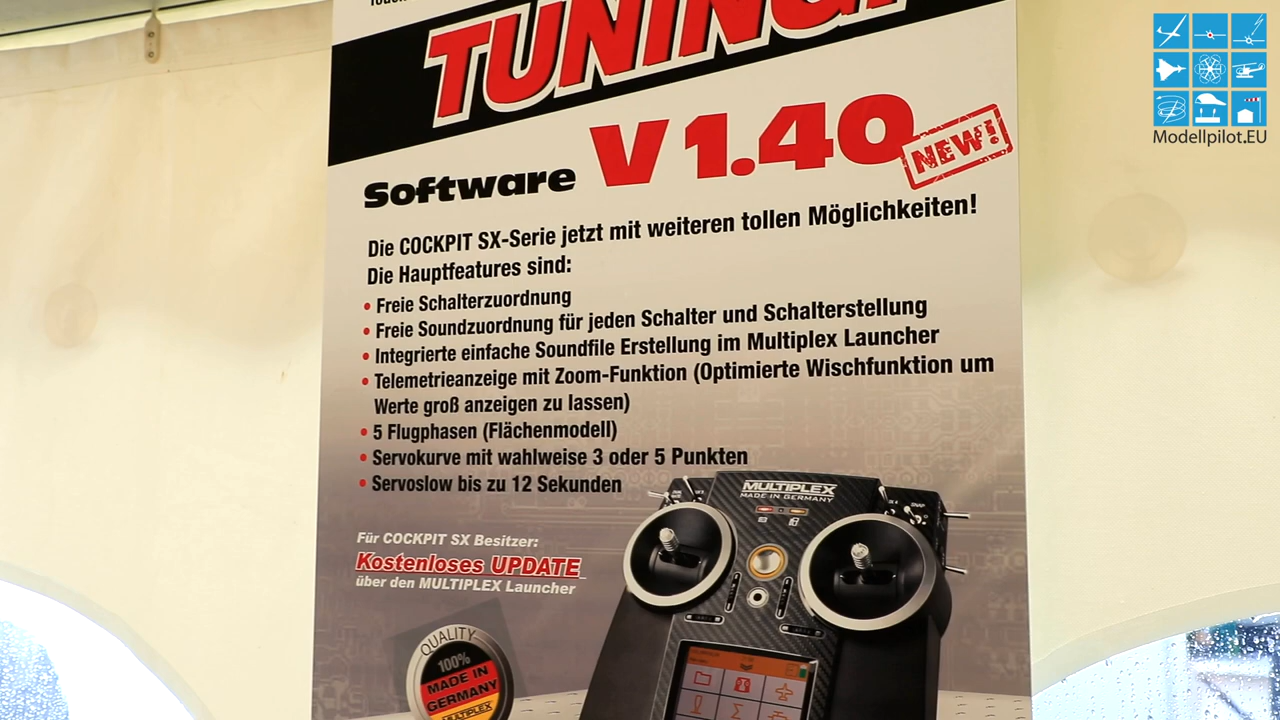 TUNING!
Modellpilot.EU
Software V 1.40
NEW!
Die COCKPIT SX-Serie jetzt mit weiteren tollen Möglichkeiten!
Die Hauptfeatures sind:
• Freie Schalterzuordnung
• Freie Soundzuordnung für jeden Schalter und Schalterstellung
• Integrierte einfache Soundfile Erstellung im Multiplex Launcher
• Telemetrieanzeige mit Zoom-Funktion (Optimierte Wischfunktion um
Werte groß anzeigen zu lassen)
• 5 Flugphasen (Flächenmodell)
• Servokurve mit wahlweise 3 oder 5 Punkten
• Servoslow bis zu 12 Sekunden
MULTIPLEX
MADE IN GERMANY
SNAP
Für COCKPIT SX Besitzer:
Kostenloses UPDATE
über den MULTIPLEX Launcher
QUALITY
100%
MADE IN
GERMANY
MULTIPLEX